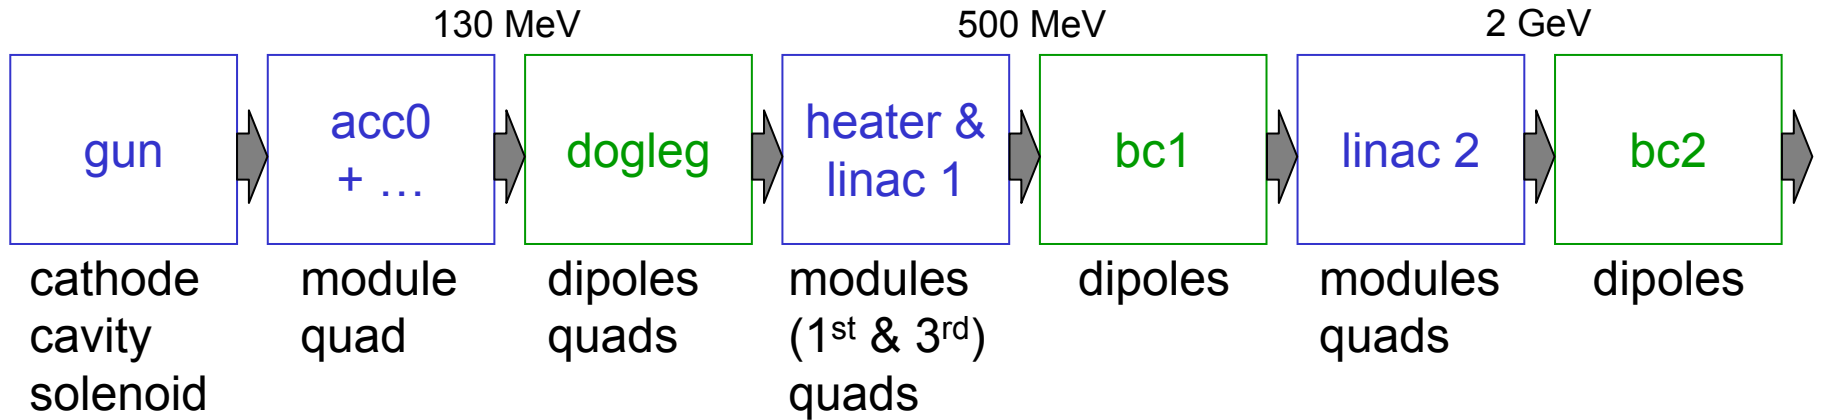 130 MeV 500 MeV 2 GeV
gun
acc0
+ …
dogleg
heater &
linac 1
bc1
linac 2
bc2
cathode
cavity
solenoid
module
quad
dipoles
quads
modules
(1st & 3rd)
quads
dipoles
modules
quads
dipoles